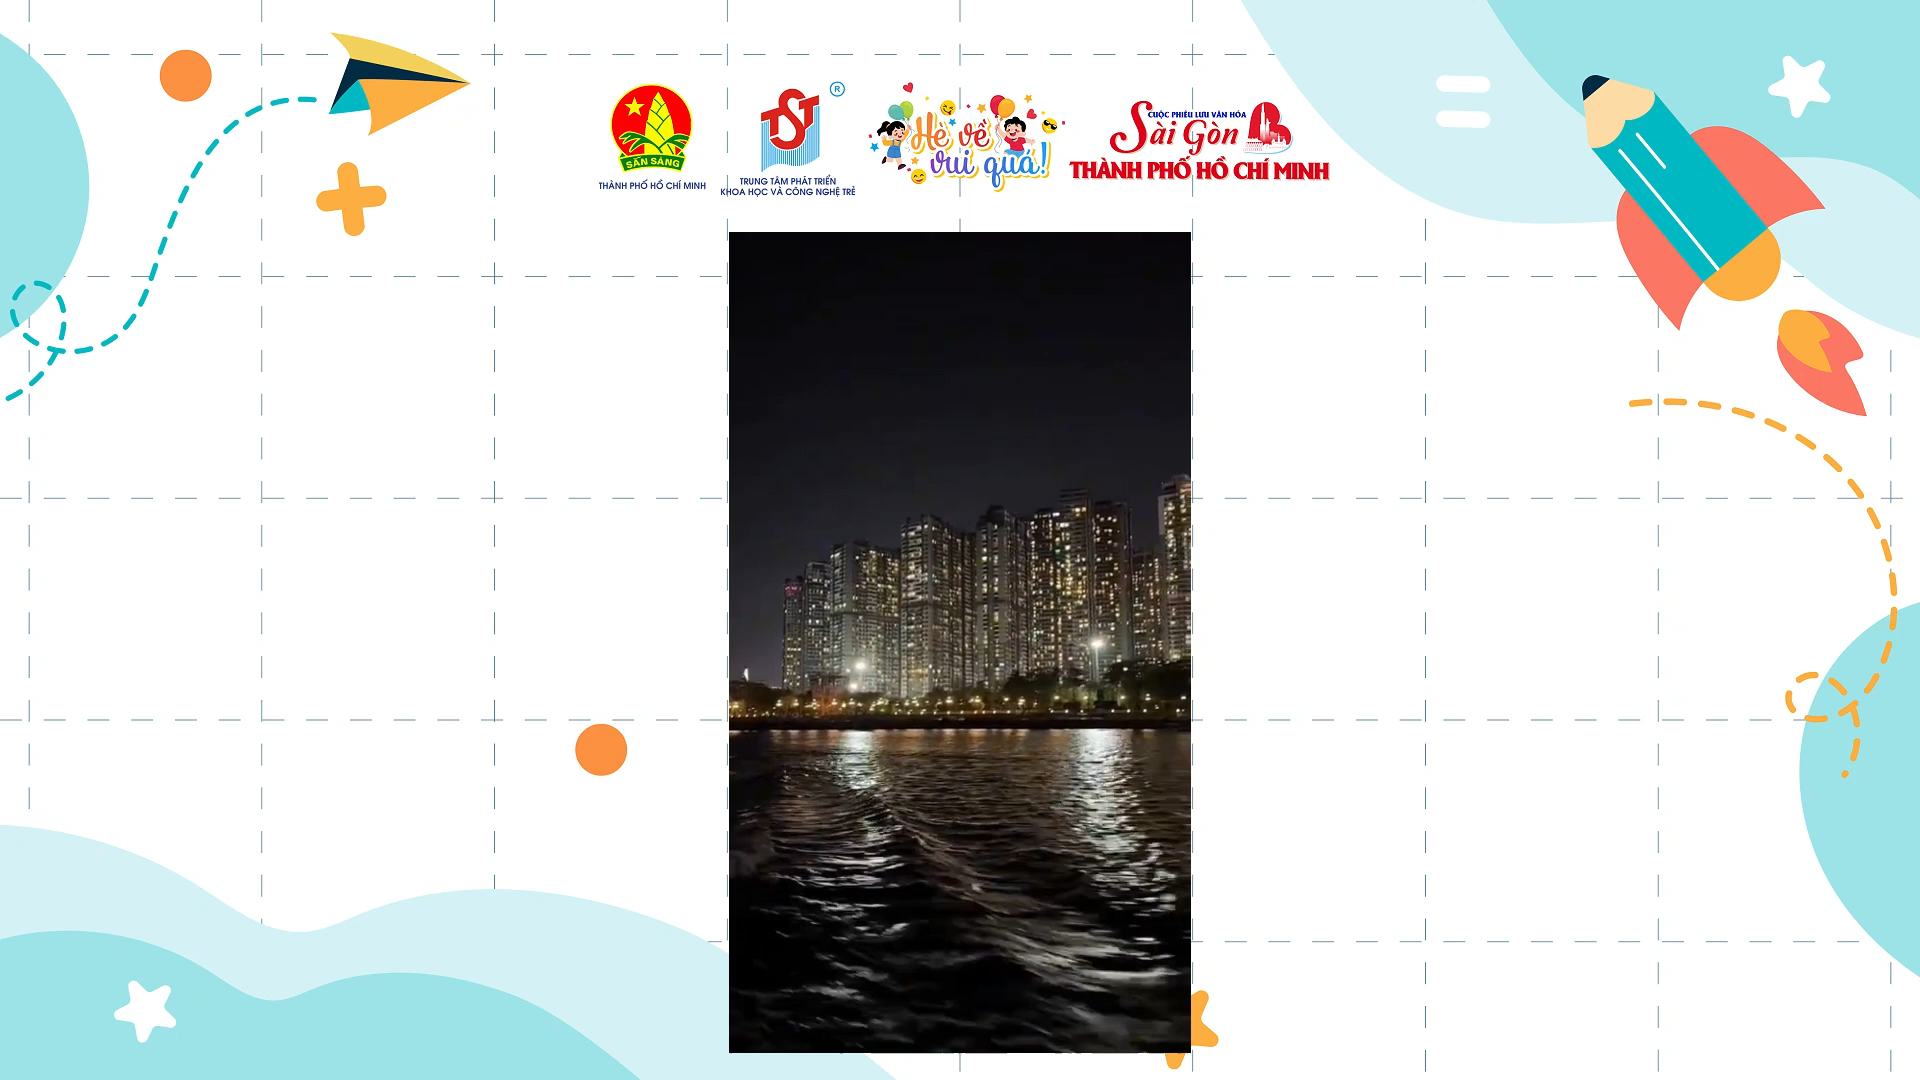 SẴN SÀNG
THÀNH PHỐ HỒ CHÍ MINH
TST
®
TRUNG TÂM PHÁT TRIỂN
KHOA HỌC VÀ CÔNG NGHỆ TRẺ
Hè về
vui quá!
CUỘC PHIÊU LƯU VĂN HÓA
Sài Gòn
THÀNH PHỐ HỒ CHÍ MINH